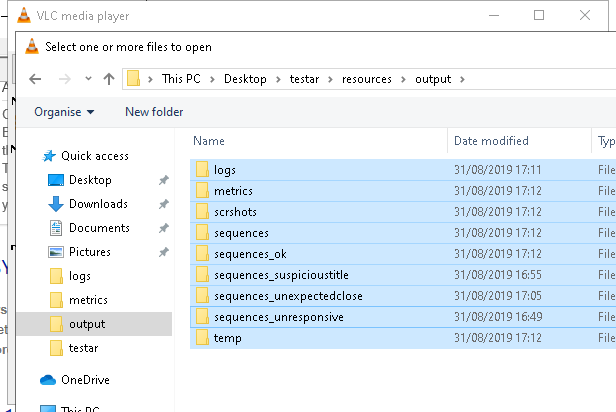 VLC media player
Select one or more files to open
This PC > Desktop > testar > resources > output >
Organise New folder
Name Date modified Typ
Quick access
Desktop
Downloads
Documents
Pictures
logs
metrics
output
testar
OneDrive
This PC
logs 31/08/2019 17:11 File
metrics 31/08/2019 17:12 File
scrshots 31/08/2019 17:12 File
sequences 31/08/2019 17:12 File
sequences_ok 31/08/2019 17:12 File
sequences_suspicioustitle 31/08/2019 16:55 File
sequences_unexpectedclose 31/08/2019 17:05 File
sequences_unresponsive 31/08/2019 16:49 File
temp 31/08/2019 17:12 File